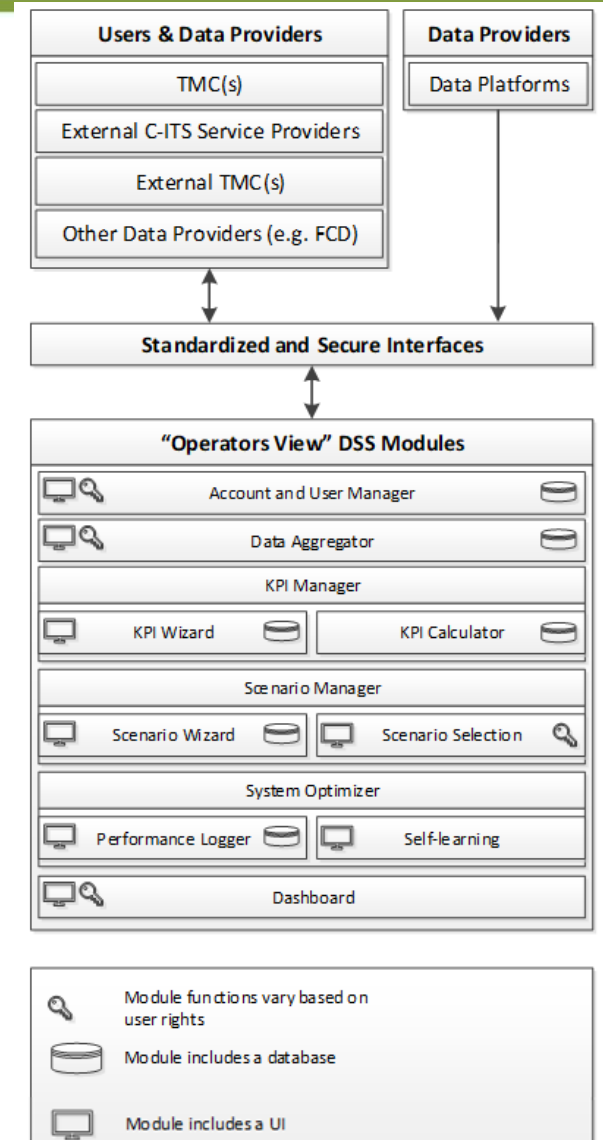 Users & Data Providers
TMC(s)
External C-ITS Service Providers
External TMC(s)
Other Data Providers (e.g. FCD)
Data Providers
Data Platforms
Standardized and Secure Interfaces
“Operators View” DSS Modules
Account and User Manager
Data Aggregator
KPI Manager
KPI Wizard
KPI Calculator
Scenario Manager
Scenario Wizard
Scenario Selection
System Optimizer
Performance Logger
Self-learning
Dashboard
Module functions vary based on
user rights
Module includes a database
Module includes a UI